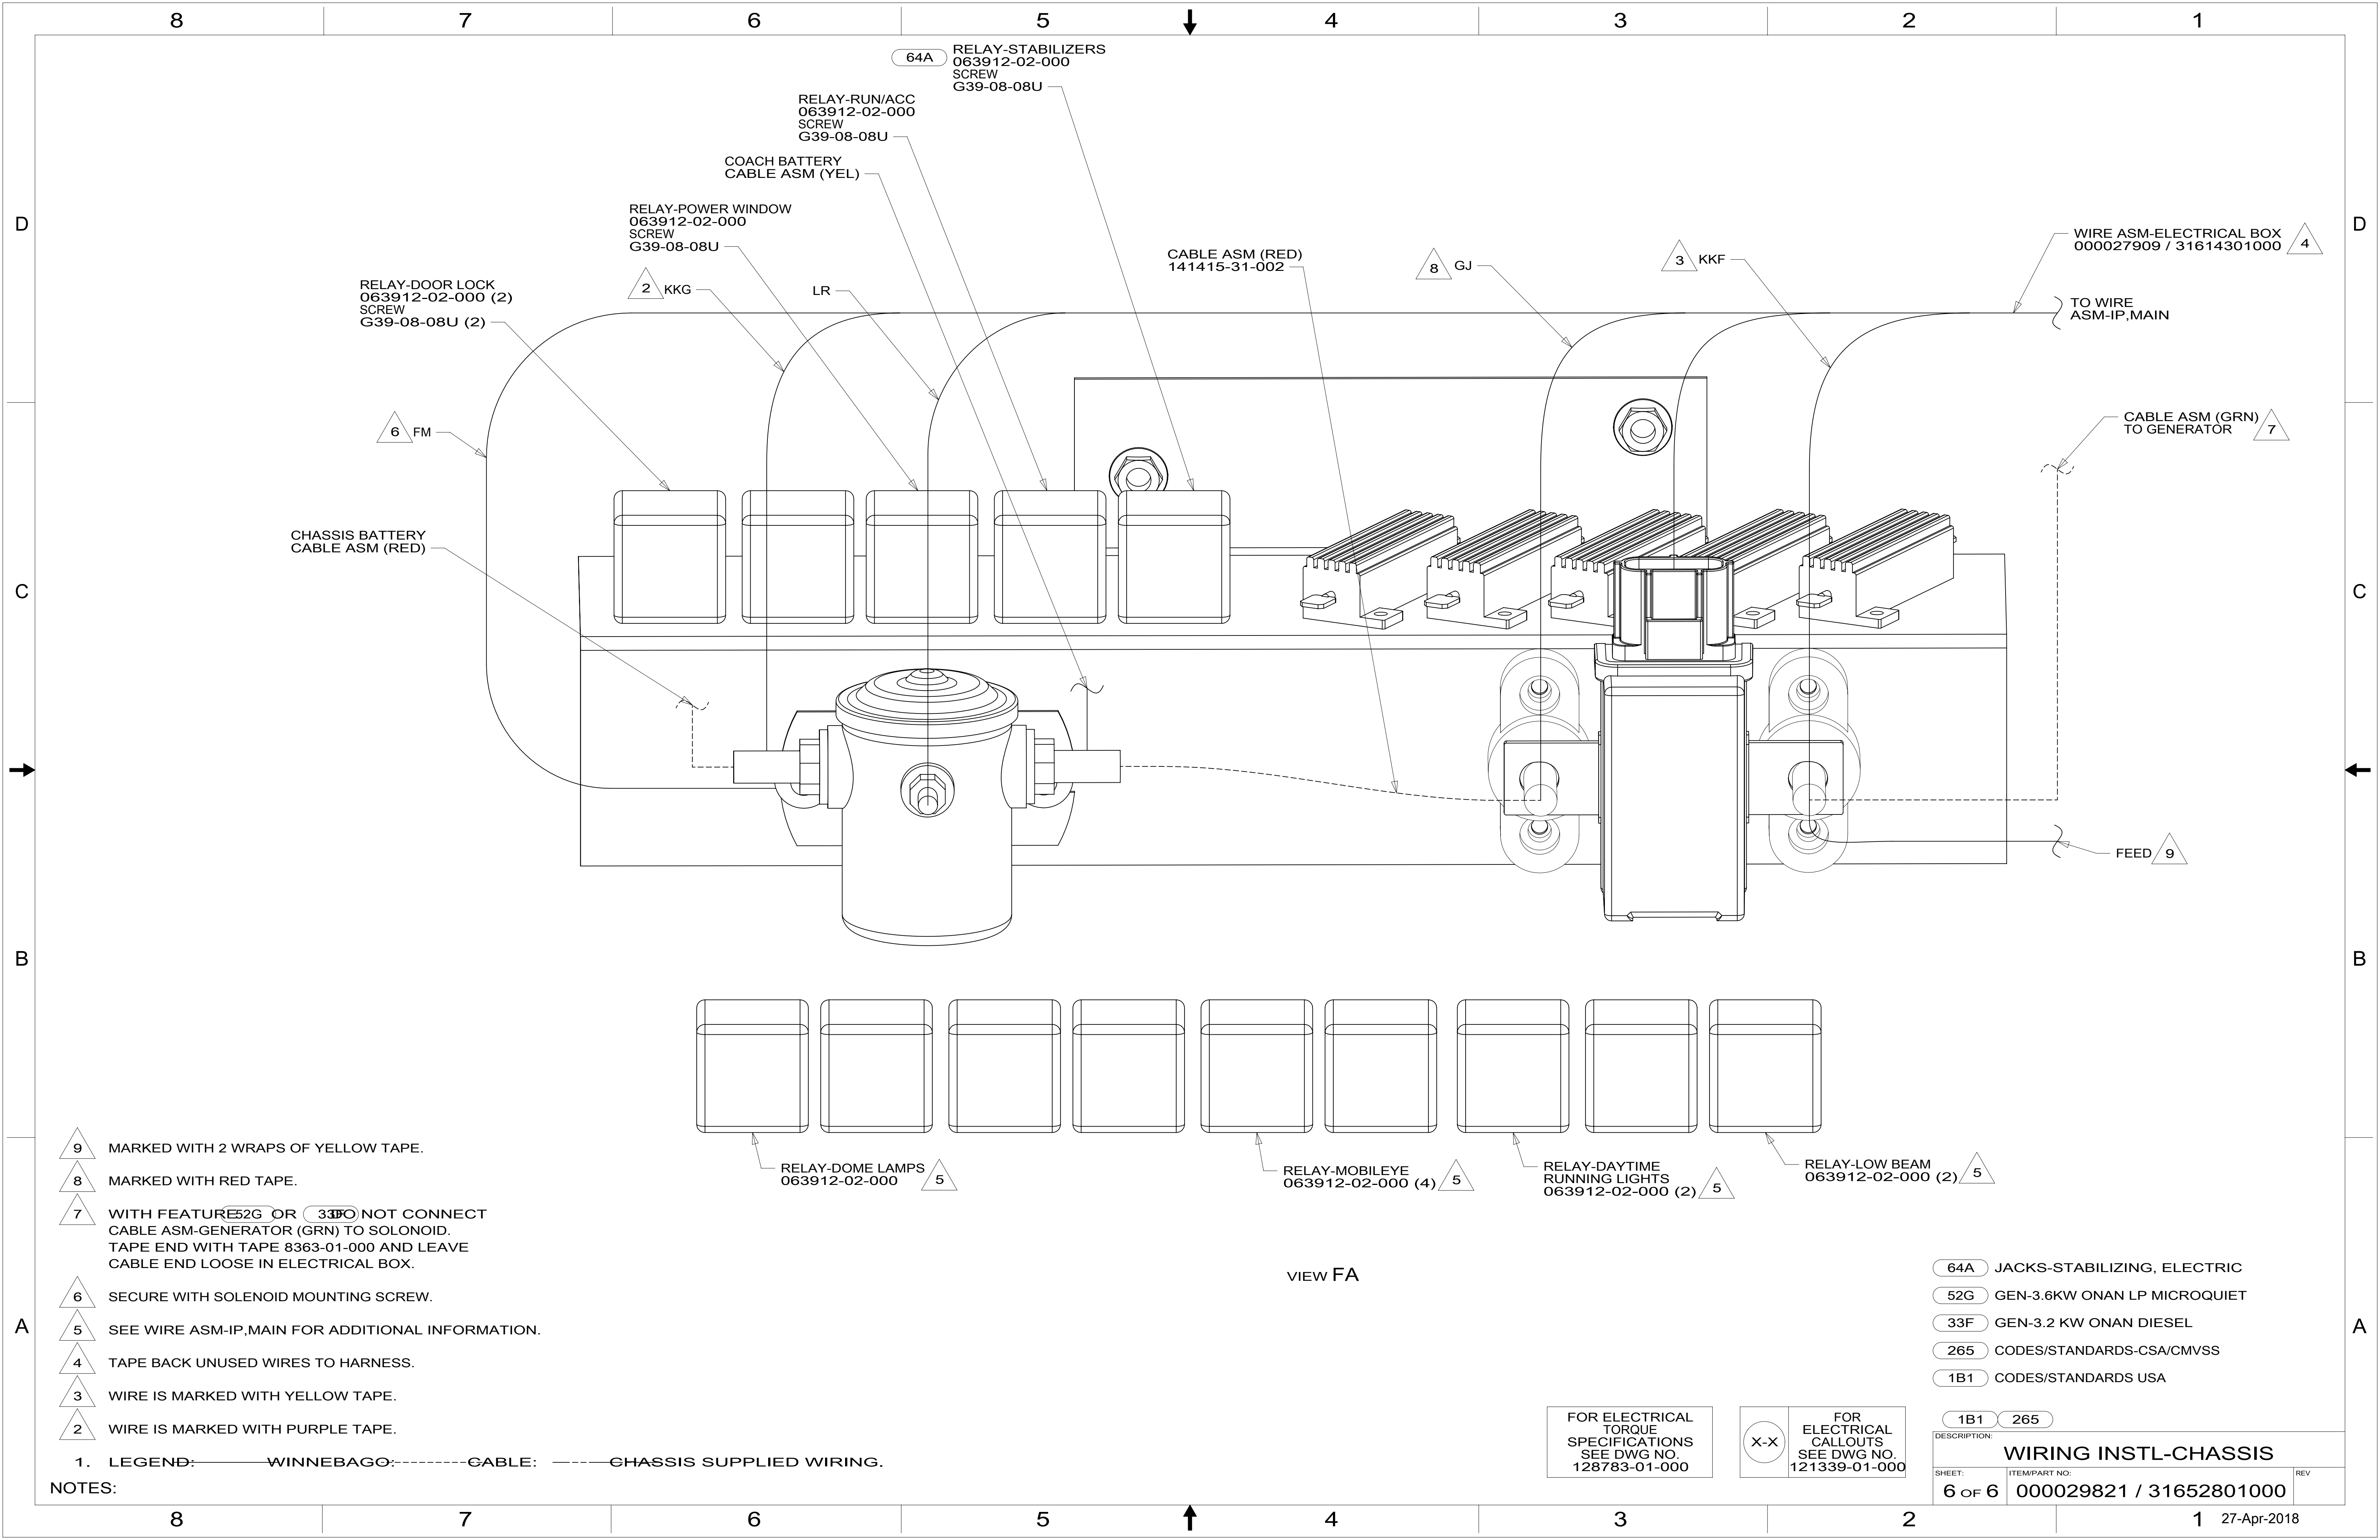 8 7 6 5 4 3 2 1
64A
RELAY-STABILIZERS
063912-02-000
SCREW
G39-08-08U
RELAY-RUN/ACC
063912-02-000
SCREW
G39-08-08U
COACH BATTERY
CABLE ASM (YEL)
RELAY-POWER WINDOW
063912-02-000
SCREW
G39-08-08U
D
D
WIRE ASM-ELECTRICAL BOX
000027909 / 31614301000
4
CABLE ASM (RED)
141415-31-002
8 GJ
3 KKF
RELAY-DOOR LOCK
063912-02-000 (2)
SCREW
G39-08-08U (2)
2 KKG
LR
TO WIRE
ASM-IP,MAIN
6 FM
CABLE ASM (GRN)
TO GENERATOR
7
CHASSIS BATTERY
CABLE ASM (RED)
C
C
FEED 9
B
B
RELAY-DOME LAMPS
063912-02-000
5
RELAY-MOBILEYE
063912-02-000 (4)
5
RELAY-DAYTIME
RUNNING LIGHTS
063912-02-000 (2)
5
RELAY-LOW BEAM
063912-02-000 (2)
5
VIEW FA
A
A
9 MARKED WITH 2 WRAPS OF YELLOW TAPE.
8 MARKED WITH RED TAPE.
7 WITH FEATURE 52G OR 33F DO NOT CONNECT
CABLE ASM-GENERATOR (GRN) TO SOLONOID.
TAPE END WITH TAPE 8363-01-000 AND LEAVE
CABLE END LOOSE IN ELECTRICAL BOX.
6 SECURE WITH SOLENOID MOUNTING SCREW.
5 SEE WIRE ASM-IP,MAIN FOR ADDITIONAL INFORMATION.
4 TAPE BACK UNUSED WIRES TO HARNESS.
3 WIRE IS MARKED WITH YELLOW TAPE.
2 WIRE IS MARKED WITH PURPLE TAPE.
1. LEGEND: WINNEBAGO: CABLE: CHASSIS SUPPLIED WIRING.
NOTES:
64A JACKS-STABILIZING, ELECTRIC
52G GEN-3.6KW ONAN LP MICROQUIET
33F GEN-3.2 KW ONAN DIESEL
265 CODES/STANDARDS-CSA/CMVSS
1B1 CODES/STANDARDS USA
FOR ELECTRICAL
TORQUE
SPECIFICATIONS
SEE DWG NO.
128783-01-000
X-X
FOR
ELECTRICAL
CALLOUTS
SEE DWG NO.
121339-01-000
1B1 265
DESCRIPTION:
WIRING INSTL-CHASSIS
SHEET:
6 OF 6
ITEM/PART NO:
000029821 / 31652801000
REV
8 7 6 5 4 3 2 1
27-Apr-2018